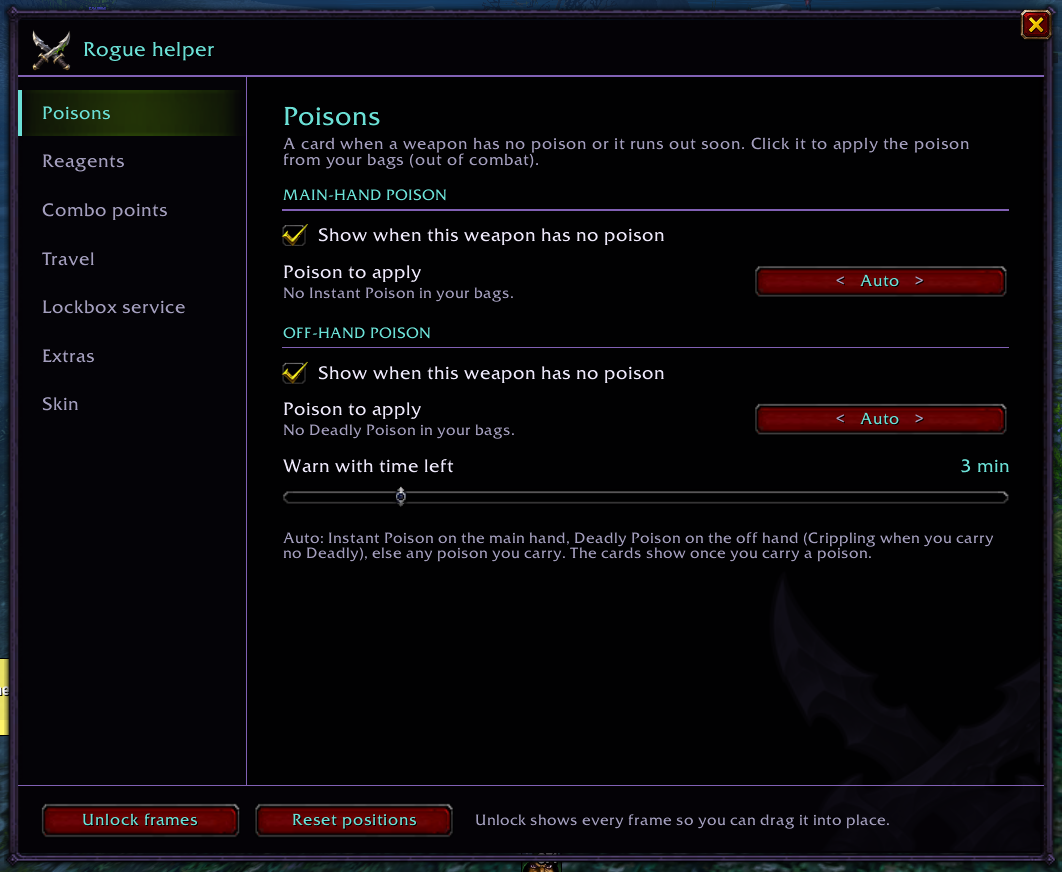 Rogue helper
Poisons
Reagents
Combo points
Travel
Lockbox service
Extras
Skin
Poisons
A card when a weapon has no poison or it runs out soon. Click it to apply the poison
from your bags (out of combat).
MAIN-HAND POISON
Show when this weapon has no poison
Poison to apply
< Auto >
No Instant Poison in your bags.
OFF-HAND POISON
Show when this weapon has no poison
Poison to apply
< Auto >
No Deadly Poison in your bags.
Warn with time left 3 min
Auto: Instant Poison on the main hand, Deadly Poison on the off hand (Crippling when you carry
no Deadly), else any poison you carry. The cards show once you carry a poison.
Unlock frames
Reset positions
Unlock shows every frame so you can drag it into place.